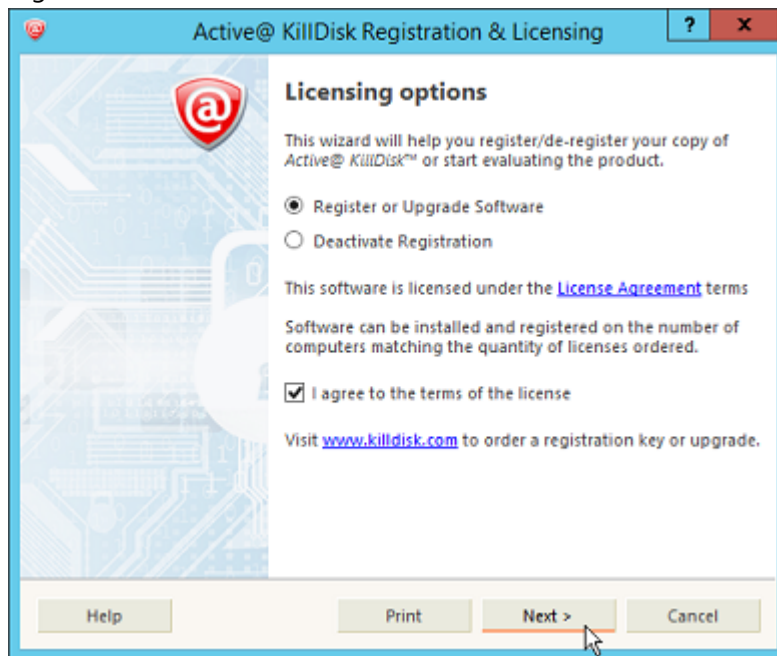 Active@ KillDisk Registration & Licensing
? x
@
Licensing options
This wizard will help you register/de-register your copy of
Active@ KillDisk™ or start evaluating the product.
Register or Upgrade Software
Deactivate Registration
This software is licensed under the License Agreement terms
Software can be installed and registered on the number of
computers matching the quantity of licenses ordered.
I agree to the terms of the license
Visit www.killdisk.com to order a registration key or upgrade.
Help Print Next > Cancel